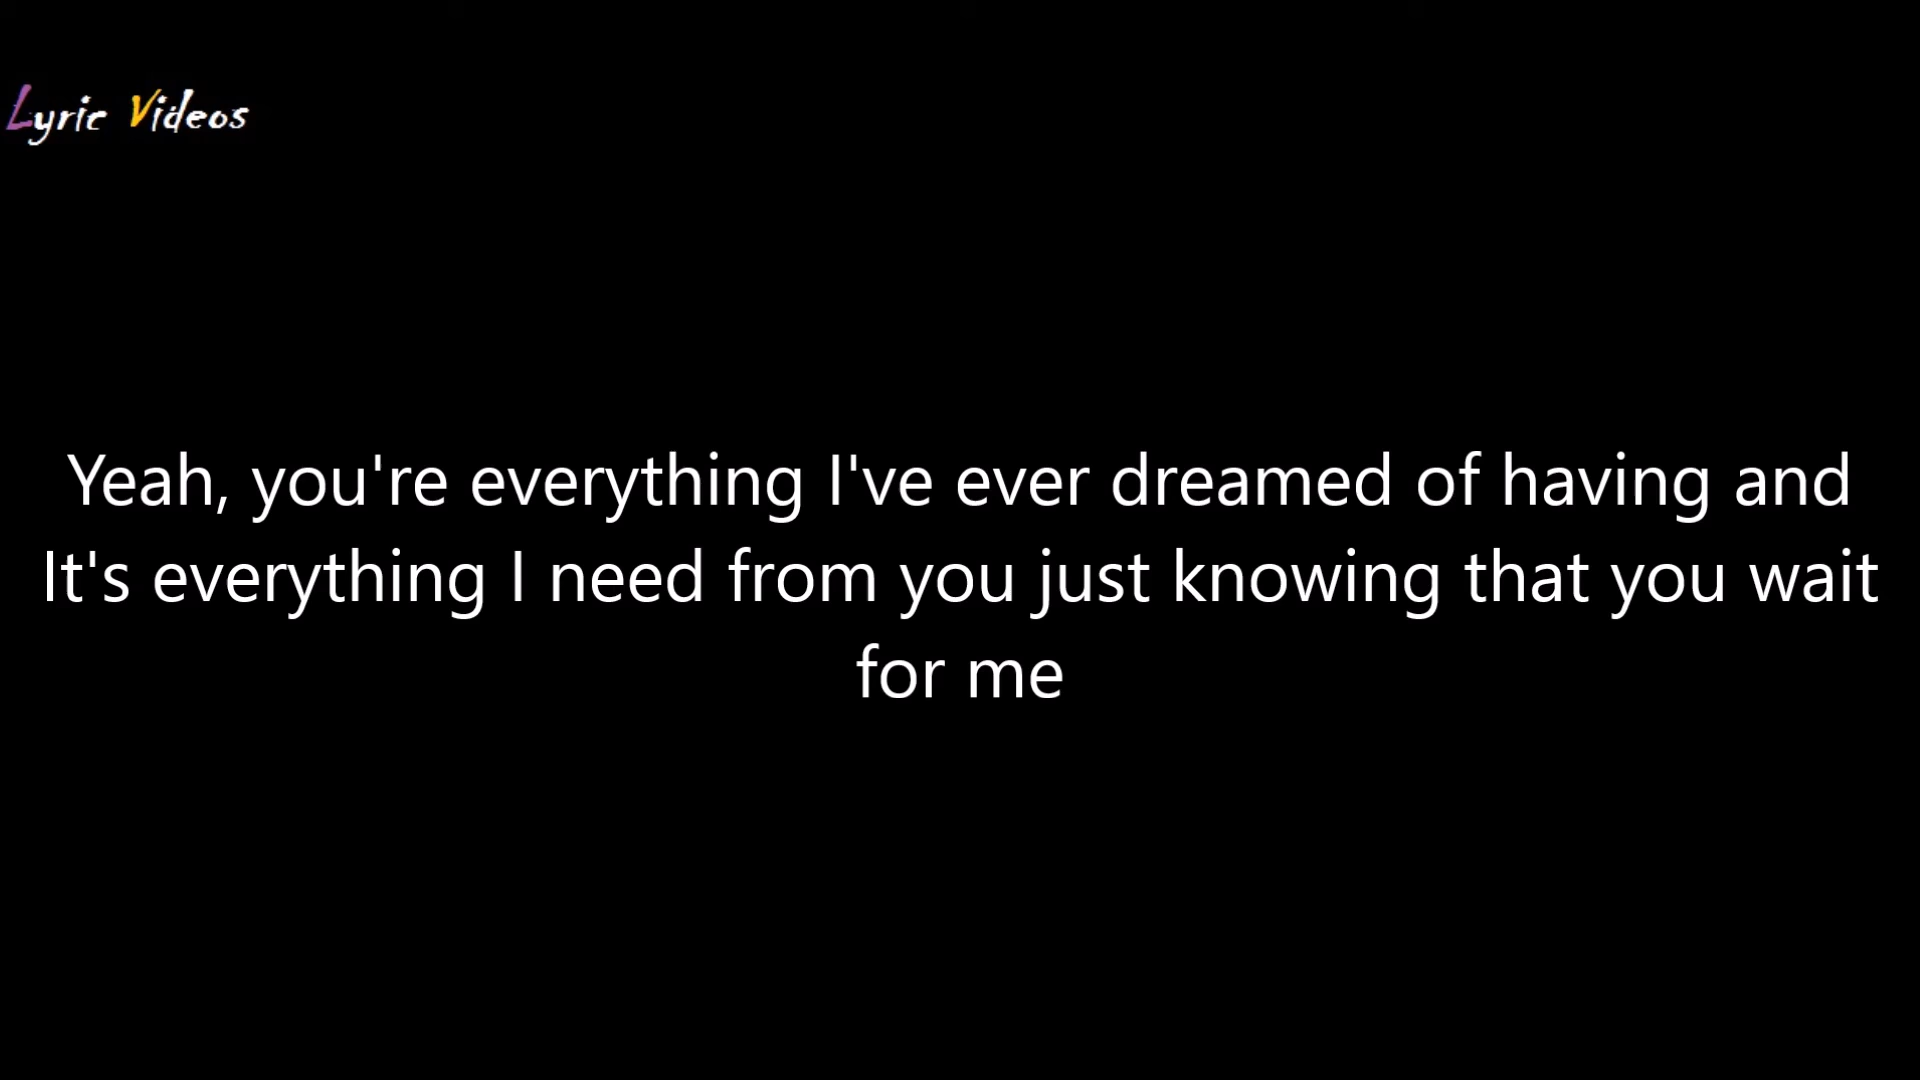 Lyric Videos
Yeah, you're everything I've ever dreamed of having and
It's everything I need from you just knowing that you wait
for me